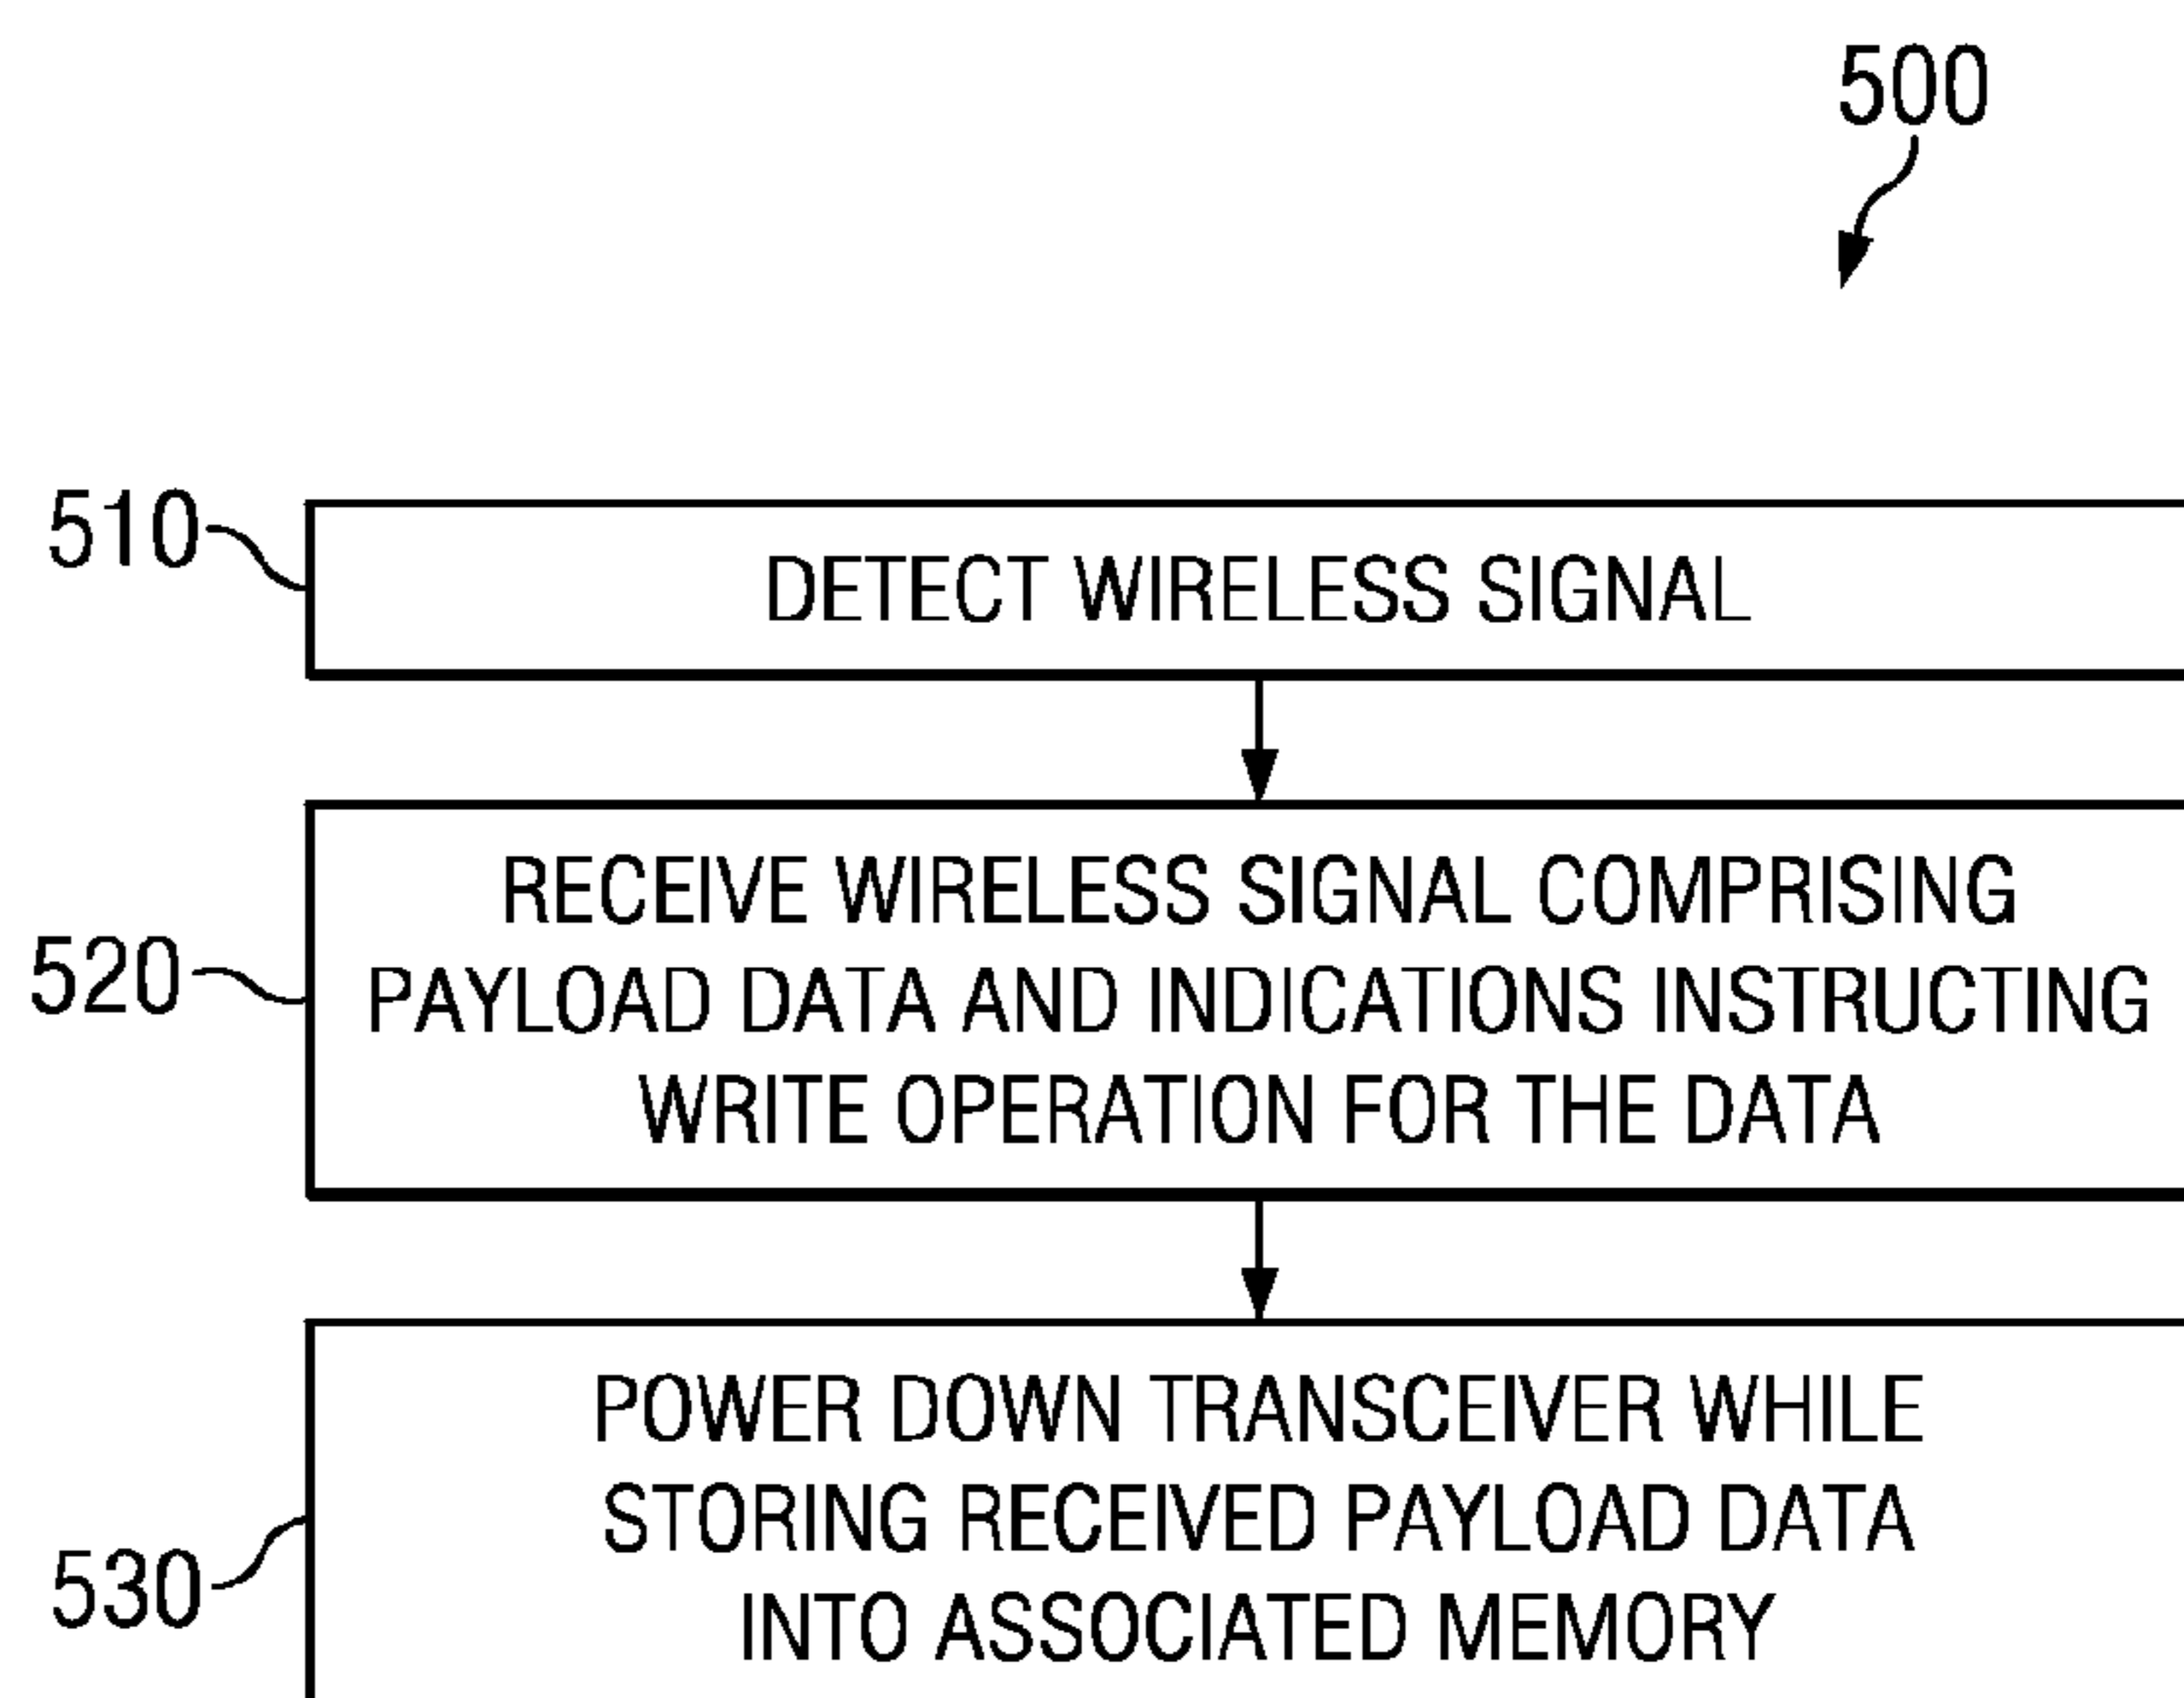 500
510
DETECT WIRELESS SIGNAL
RECEIVE WIRELESS SIGNAL COMPRISING
520
PAYLOAD DATA AND INDICATIONS INSTRUCTING
WRITE OPERATION FOR THE DATA
POWER DOWN TRANSCEIVER WHILE
STORING RECEIVED PAYLOAD DATA
530
INTO ASSOCIATED MEMORY